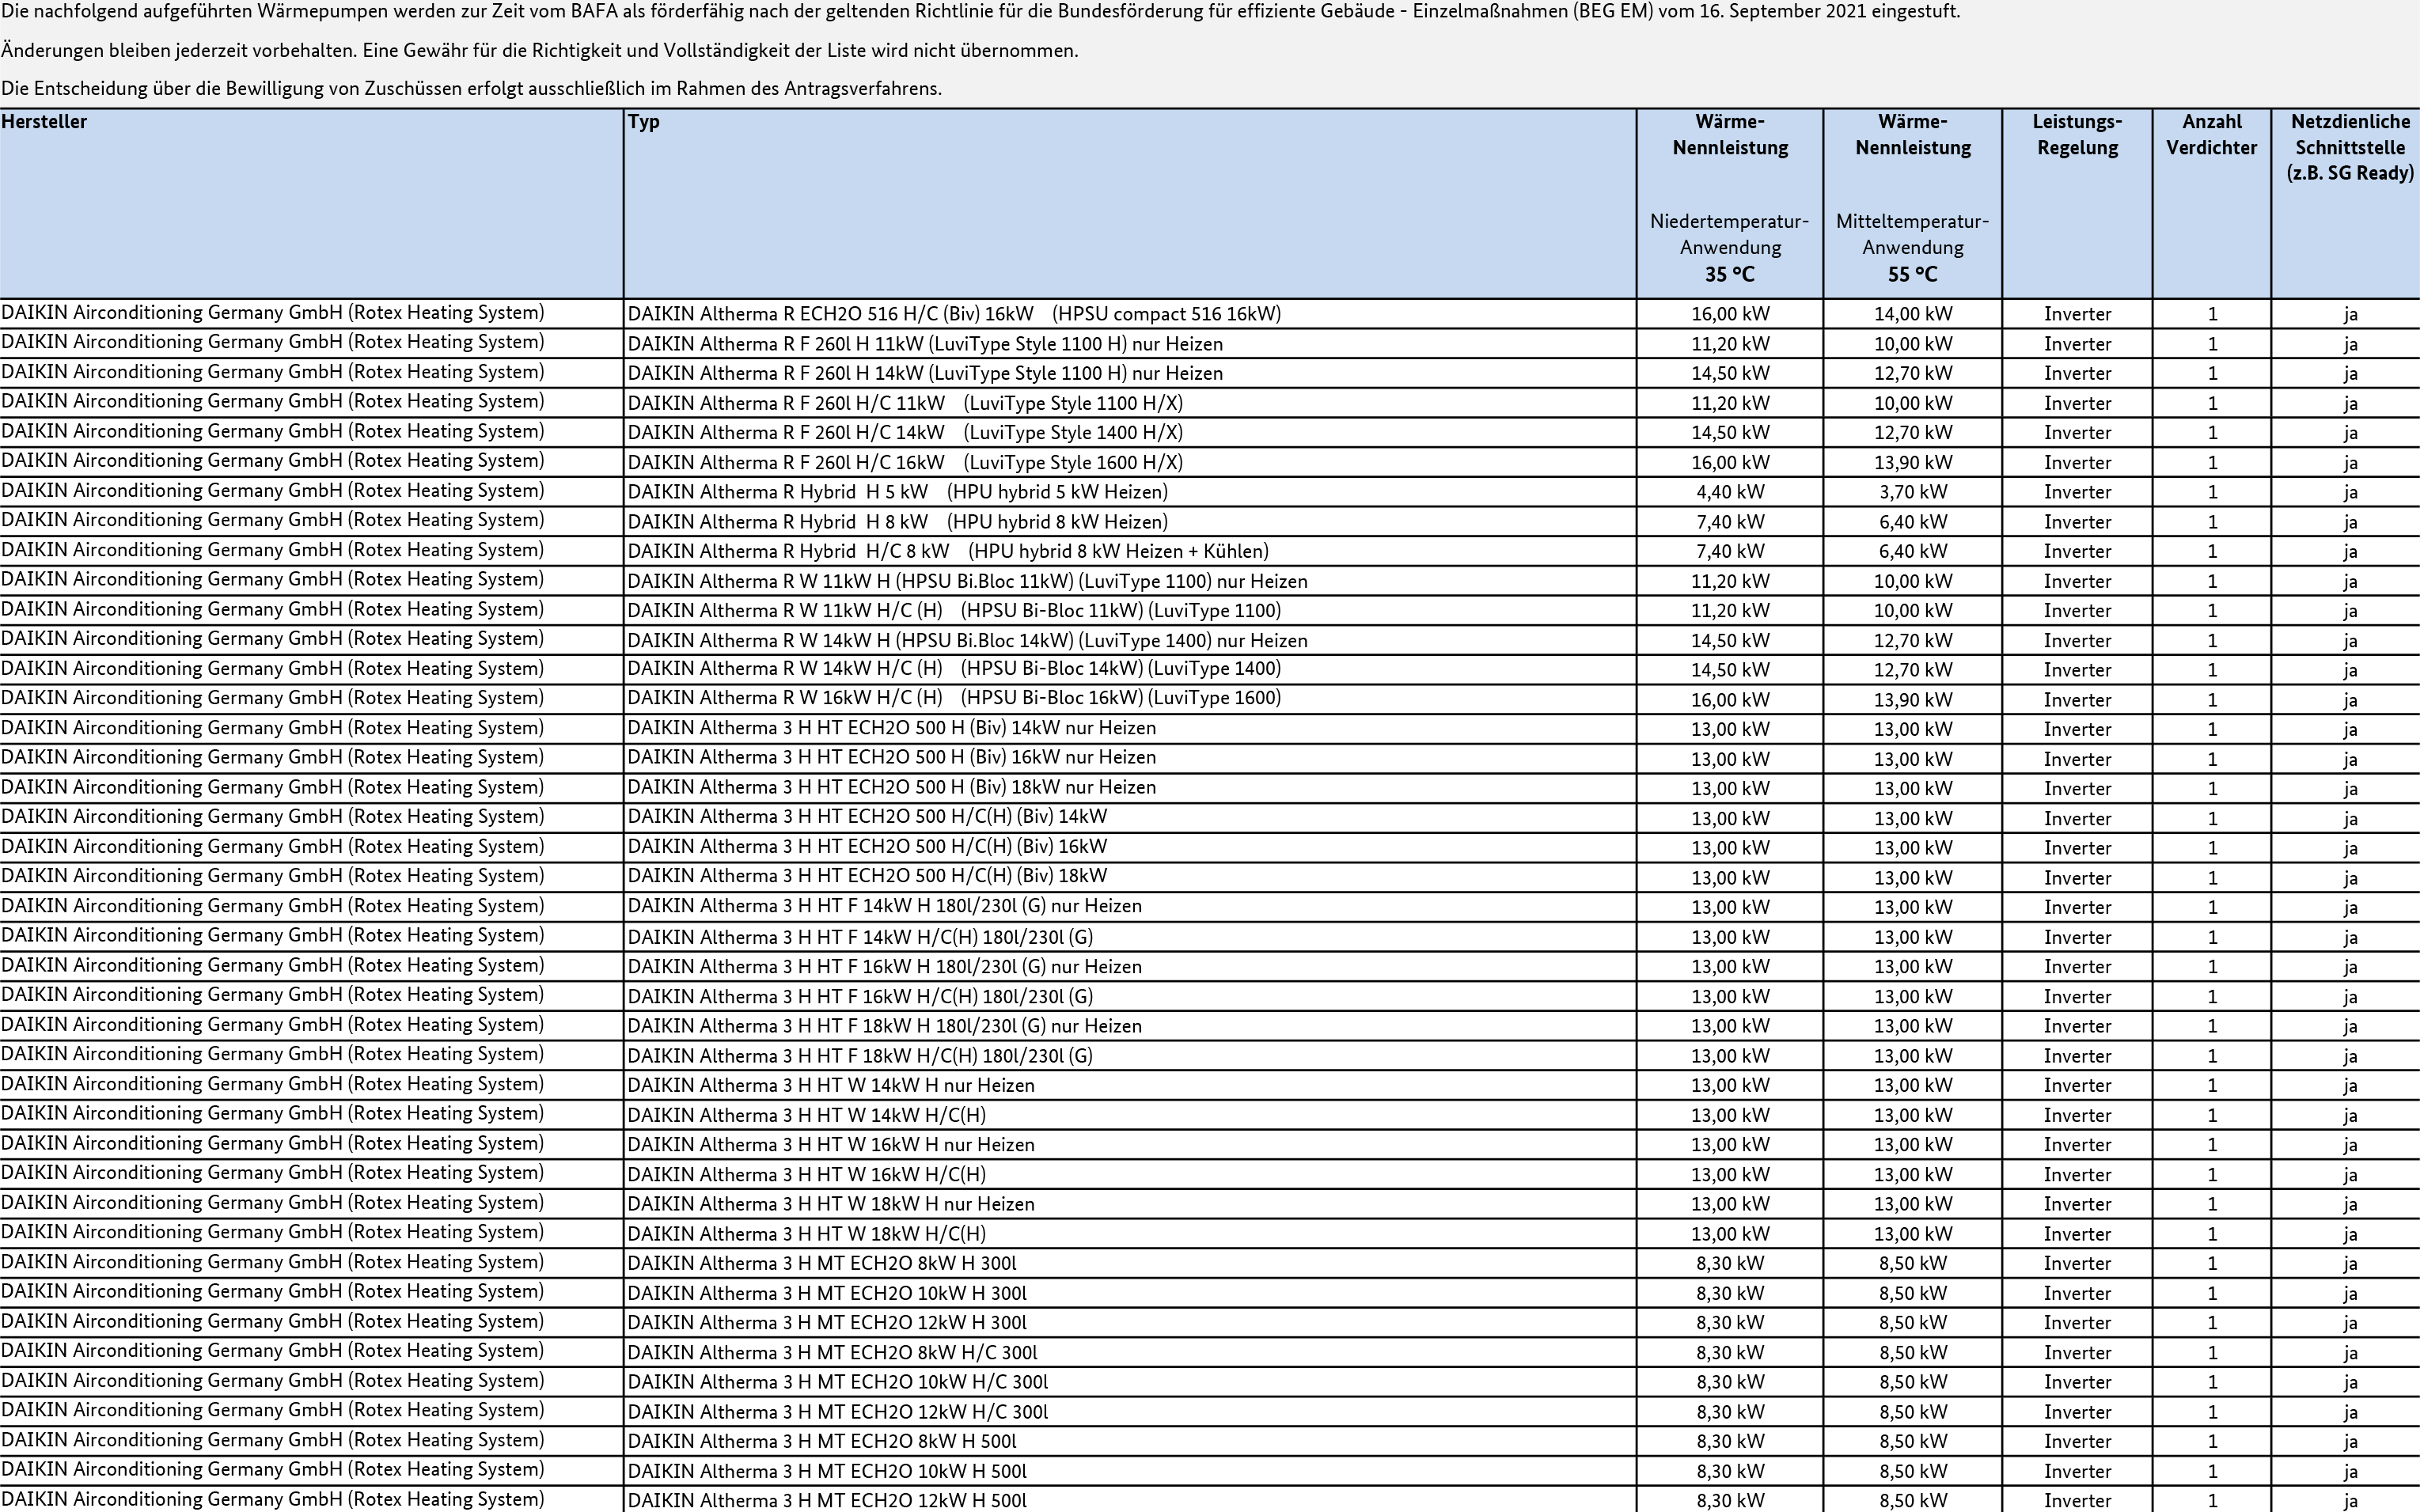 Die nachfolgend aufgeführten Wärmepumpen werden zur Zeit vom BAFA als förderfähig nach der geltenden Richtlinie für die Bundesförderung für effiziente Gebäude - Einzelmaßnahmen (BEG EM) vom 16. September 2021 eingestuft.
Änderungen bleiben jederzeit vorbehalten. Eine Gewähr für die Richtigkeit und Vollständigkeit der Liste wird nicht übernommen.
Die Entscheidung über die Bewilligung von Zuschüssen erfolgt ausschließlich im Rahmen des Antragsverfahrens.
Hersteller Typ Wärme- Wärme- Leistungs- Anzahl Netzdienliche
Nennleistung Nennleistung Regelung Verdichter Schnittstelle
(z.B. SG Ready)
Niedertemperatur- Mitteltemperatur-
Anwendung Anwendung
35 °C 55 °C
DAIKIN Airconditioning Germany GmbH (Rotex Heating System) DAIKIN Altherma R ECH2O 516 H/C (Biv) 16kW (HPSU compact 516 16kW) 16,00 kW 14,00 kW Inverter 1 ja
DAIKIN Airconditioning Germany GmbH (Rotex Heating System) DAIKIN Altherma R F 260l H 11kW (LuviType Style 1100 H) nur Heizen 11,20 kW 10,00 kW Inverter 1 ja
DAIKIN Airconditioning Germany GmbH (Rotex Heating System) DAIKIN Altherma R F 260l H 14kW (LuviType Style 1100 H) nur Heizen 14,50 kW 12,70 kW Inverter 1 ja
DAIKIN Airconditioning Germany GmbH (Rotex Heating System) DAIKIN Altherma R F 260l H/C 11kW (LuviType Style 1100 H/X) 11,20 kW 10,00 kW Inverter 1 ja
DAIKIN Airconditioning Germany GmbH (Rotex Heating System) DAIKIN Altherma R F 260l H/C 14kW (LuviType Style 1400 H/X) 14,50 kW 12,70 kW Inverter 1 ja
DAIKIN Airconditioning Germany GmbH (Rotex Heating System) DAIKIN Altherma R F 260l H/C 16kW (LuviType Style 1600 H/X) 16,00 kW 13,90 kW Inverter 1 ja
DAIKIN Airconditioning Germany GmbH (Rotex Heating System) DAIKIN Altherma R Hybrid H 5 kW (HPU hybrid 5 kW Heizen) 4,40 kW 3,70 kW Inverter 1 ja
DAIKIN Airconditioning Germany GmbH (Rotex Heating System) DAIKIN Altherma R Hybrid H 8 kW (HPU hybrid 8 kW Heizen) 7,40 kW 6,40 kW Inverter 1 ja
DAIKIN Airconditioning Germany GmbH (Rotex Heating System) DAIKIN Altherma R Hybrid H/C 8 kW (HPU hybrid 8 kW Heizen + Kühlen) 7,40 kW 6,40 kW Inverter 1 ja
DAIKIN Airconditioning Germany GmbH (Rotex Heating System) DAIKIN Altherma R W 11kW H (HPSU Bi.Bloc 11kW) (LuviType 1100) nur Heizen 11,20 kW 10,00 kW Inverter 1 ja
DAIKIN Airconditioning Germany GmbH (Rotex Heating System) DAIKIN Altherma R W 11kW H/C (H) (HPSU Bi-Bloc 11kW) (LuviType 1100) 11,20 kW 10,00 kW Inverter 1 ja
DAIKIN Airconditioning Germany GmbH (Rotex Heating System) DAIKIN Altherma R W 14kW H (HPSU Bi.Bloc 14kW) (LuviType 1400) nur Heizen 14,50 kW 12,70 kW Inverter 1 ja
DAIKIN Airconditioning Germany GmbH (Rotex Heating System) DAIKIN Altherma R W 14kW H/C (H) (HPSU Bi-Bloc 14kW) (LuviType 1400) 14,50 kW 12,70 kW Inverter 1 ja
DAIKIN Airconditioning Germany GmbH (Rotex Heating System) DAIKIN Altherma R W 16kW H/C (H) (HPSU Bi-Bloc 16kW) (LuviType 1600) 16,00 kW 13,90 kW Inverter 1 ja
DAIKIN Airconditioning Germany GmbH (Rotex Heating System) DAIKIN Altherma 3 H HT ECH2O 500 H (Biv) 14kW nur Heizen 13,00 kW 13,00 kW Inverter 1 ja
DAIKIN Airconditioning Germany GmbH (Rotex Heating System) DAIKIN Altherma 3 H HT ECH2O 500 H (Biv) 16kW nur Heizen 13,00 kW 13,00 kW Inverter 1 ja
DAIKIN Airconditioning Germany GmbH (Rotex Heating System) DAIKIN Altherma 3 H HT ECH2O 500 H (Biv) 18kW nur Heizen 13,00 kW 13,00 kW Inverter 1 ja
DAIKIN Airconditioning Germany GmbH (Rotex Heating System) DAIKIN Altherma 3 H HT ECH2O 500 H/C(H) (Biv) 14kW 13,00 kW 13,00 kW Inverter 1 ja
DAIKIN Airconditioning Germany GmbH (Rotex Heating System) DAIKIN Altherma 3 H HT ECH2O 500 H/C(H) (Biv) 16kW 13,00 kW 13,00 kW Inverter 1 ja
DAIKIN Airconditioning Germany GmbH (Rotex Heating System) DAIKIN Altherma 3 H HT ECH2O 500 H/C(H) (Biv) 18kW 13,00 kW 13,00 kW Inverter 1 ja
DAIKIN Airconditioning Germany GmbH (Rotex Heating System) DAIKIN Altherma 3 H HT F 14kW H 180l/230l (G) nur Heizen 13,00 kW 13,00 kW Inverter 1 ja
DAIKIN Airconditioning Germany GmbH (Rotex Heating System) DAIKIN Altherma 3 H HT F 14kW H/C(H) 180l/230l (G) 13,00 kW 13,00 kW Inverter 1 ja
DAIKIN Airconditioning Germany GmbH (Rotex Heating System) DAIKIN Altherma 3 H HT F 16kW H 180l/230l (G) nur Heizen 13,00 kW 13,00 kW Inverter 1 ja
DAIKIN Airconditioning Germany GmbH (Rotex Heating System) DAIKIN Altherma 3 H HT F 16kW H/C(H) 180l/230l (G) 13,00 kW 13,00 kW Inverter 1 ja
DAIKIN Airconditioning Germany GmbH (Rotex Heating System) DAIKIN Altherma 3 H HT F 18kW H 180l/230l (G) nur Heizen 13,00 kW 13,00 kW Inverter 1 ja
DAIKIN Airconditioning Germany GmbH (Rotex Heating System) DAIKIN Altherma 3 H HT F 18kW H/C(H) 180l/230l (G) 13,00 kW 13,00 kW Inverter 1 ja
DAIKIN Airconditioning Germany GmbH (Rotex Heating System) DAIKIN Altherma 3 H HT W 14kW H nur Heizen 13,00 kW 13,00 kW Inverter 1 ja
DAIKIN Airconditioning Germany GmbH (Rotex Heating System) DAIKIN Altherma 3 H HT W 14kW H/C(H) 13,00 kW 13,00 kW Inverter 1 ja
DAIKIN Airconditioning Germany GmbH (Rotex Heating System) DAIKIN Altherma 3 H HT W 16kW H nur Heizen 13,00 kW 13,00 kW Inverter 1 ja
DAIKIN Airconditioning Germany GmbH (Rotex Heating System) DAIKIN Altherma 3 H HT W 16kW H/C(H) 13,00 kW 13,00 kW Inverter 1 ja
DAIKIN Airconditioning Germany GmbH (Rotex Heating System) DAIKIN Altherma 3 H HT W 18kW H nur Heizen 13,00 kW 13,00 kW Inverter 1 ja
DAIKIN Airconditioning Germany GmbH (Rotex Heating System) DAIKIN Altherma 3 H HT W 18kW H/C(H) 13,00 kW 13,00 kW Inverter 1 ja
DAIKIN Airconditioning Germany GmbH (Rotex Heating System) DAIKIN Altherma 3 H MT ECH2O 8kW H 300l 8,30 kW 8,50 kW Inverter 1 ja
DAIKIN Airconditioning Germany GmbH (Rotex Heating System) DAIKIN Altherma 3 H MT ECH2O 10kW H 300l 8,30 kW 8,50 kW Inverter 1 ja
DAIKIN Airconditioning Germany GmbH (Rotex Heating System) DAIKIN Altherma 3 H MT ECH2O 12kW H 300l 8,30 kW 8,50 kW Inverter 1 ja
DAIKIN Airconditioning Germany GmbH (Rotex Heating System) DAIKIN Altherma 3 H MT ECH2O 8kW H/C 300l 8,30 kW 8,50 kW Inverter 1 ja
DAIKIN Airconditioning Germany GmbH (Rotex Heating System) DAIKIN Altherma 3 H MT ECH2O 10kW H/C 300l 8,30 kW 8,50 kW Inverter 1 ja
DAIKIN Airconditioning Germany GmbH (Rotex Heating System) DAIKIN Altherma 3 H MT ECH2O 12kW H/C 300l 8,30 kW 8,50 kW Inverter 1 ja
DAIKIN Airconditioning Germany GmbH (Rotex Heating System) DAIKIN Altherma 3 H MT ECH2O 8kW H 500l 8,30 kW 8,50 kW Inverter 1 ja
DAIKIN Airconditioning Germany GmbH (Rotex Heating System) DAIKIN Altherma 3 H MT ECH2O 10kW H 500l 8,30 kW 8,50 kW Inverter 1 ja
DAIKIN Airconditioning Germany GmbH (Rotex Heating System) DAIKIN Altherma 3 H MT ECH2O 12kW H 500l 8,30 kW 8,50 kW Inverter 1 ja